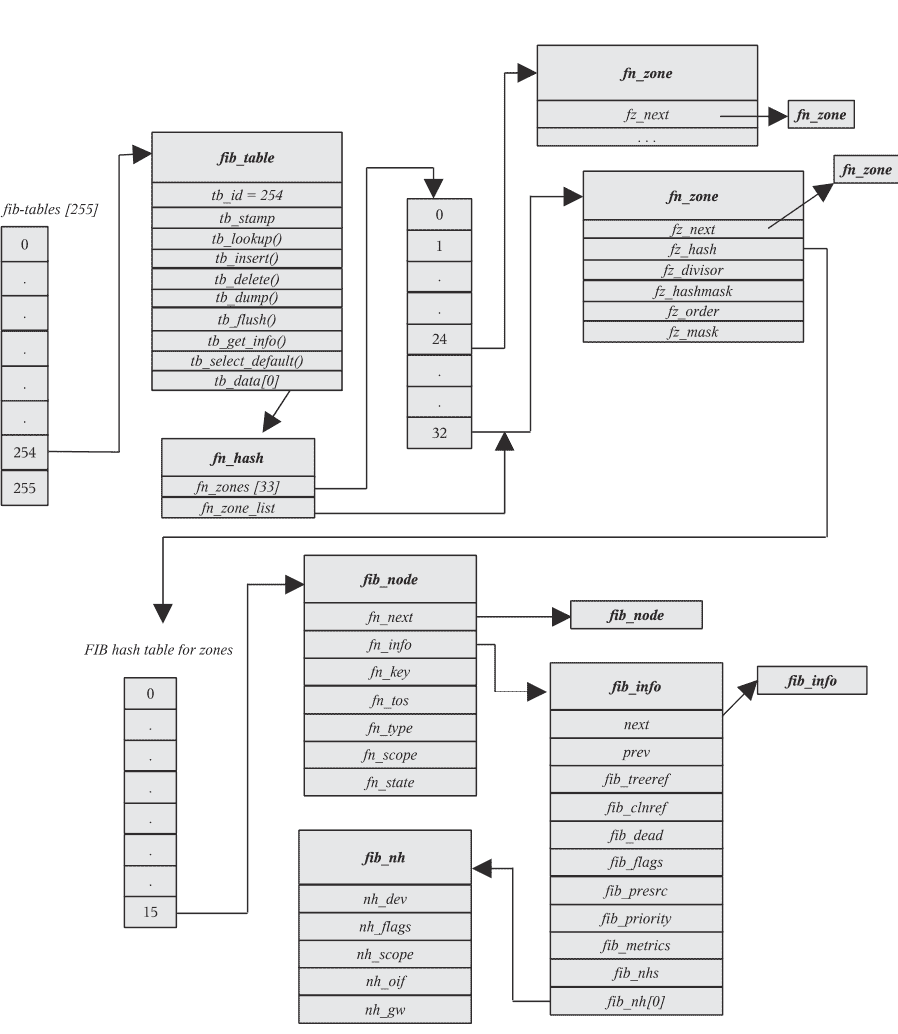 fib-tables [255]
0
.
.
.
.
.
254
255
fib_table
tb_id = 254
tb_stamp
tb_lookup()
tb_insert()
tb_delete()
tb_dump()
tb_flush()
tb_get_info()
tb_select_default()
tb_data[0]
fn_hash
fn_zones [33]
fn_zone_list
0
1
.
.
24
.
.
32
fn_zone
fz_next
. . .
fn_zone
fn_zone
fz_next
fz_hash
fz_divisor
fz_hashmask
fz_order
fz_mask
fn_zone
FIB hash table for zones
0
.
.
.
.
.
.
15
fib_node
fn_next
fn_info
fn_key
fn_tos
fn_type
fn_scope
fn_state
fib_node
fib_info
next
prev
fib_treeref
fib_clnref
fib_dead
fib_flags
fib_presrc
fib_priority
fib_metrics
fib_nhs
fib_nh[0]
fib_info
fib_nh
nh_dev
nh_flags
nh_scope
nh_oif
nh_gw